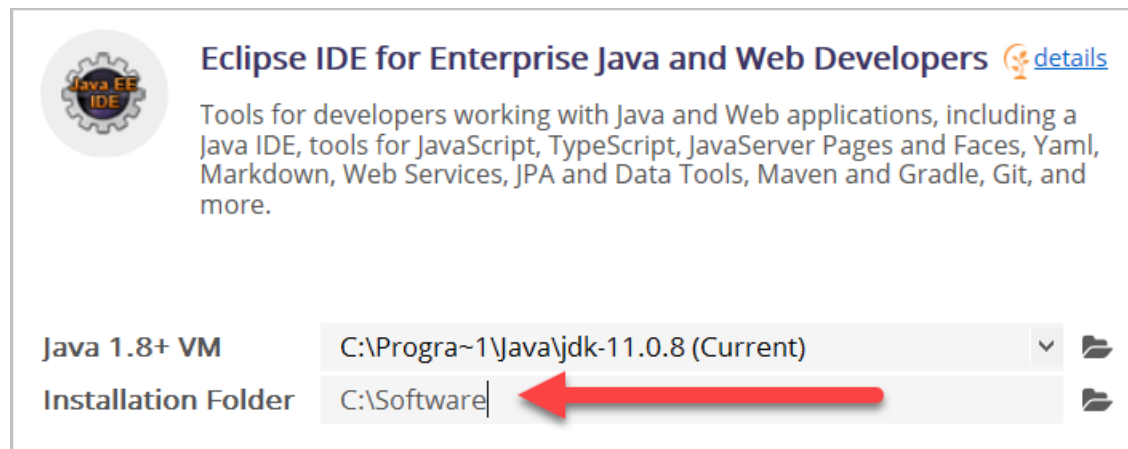 Java EE
IDE
Eclipse IDE for Enterprise Java and Web Developers details
Tools for developers working with Java and Web applications, including a
Java IDE, tools for JavaScript, TypeScript, JavaServer Pages and Faces, Yaml,
Markdown, Web Services, JPA and Data Tools, Maven and Gradle, Git, and
more.
Java 1.8+ VM C:\Progra~1\Java\jdk-11.0.8 (Current)
Installation Folder C:\Software